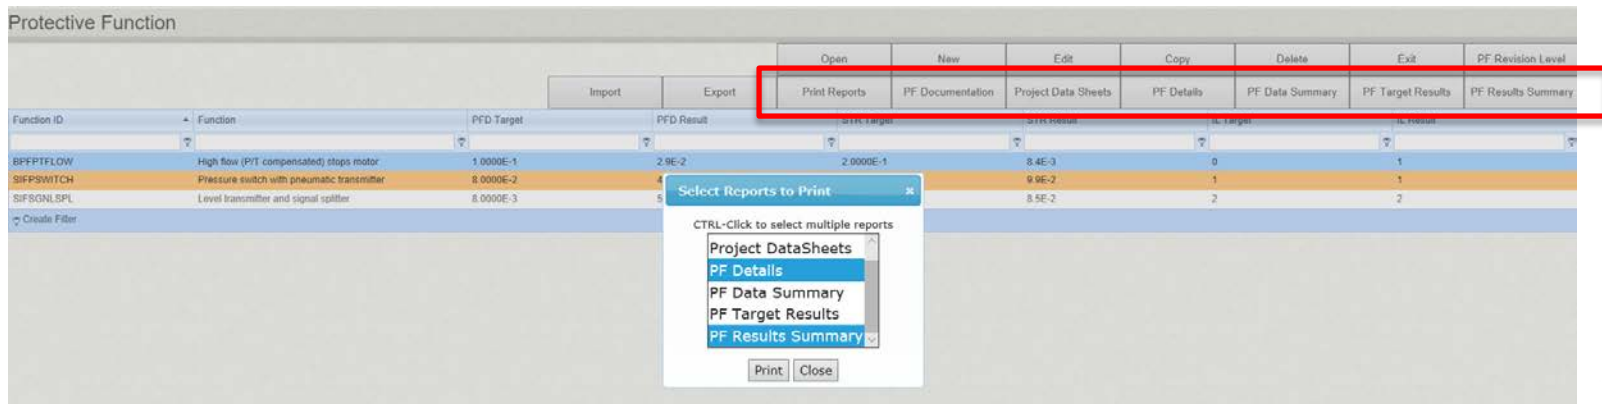 Protective Function
Open New Edit Copy Delete Exit PF Revision Level
Import Export Print Reports PF Documentation Project Data Sheets PF Details PF Data Summary PF Target Results PF Results Summary
Function ID Function PFD Target PFD Result STR Target STR Result IL Target IL Result
BPFPTFLOW High flow (P/T compensated) stops motor 1.0000E-1 2.9E-2 2.0000E-1 8.4E-3 0 1
SIFPSWITCH Pressure switch with pneumatic transmitter 8.0000E-2 4 9.9E-2 1 1
SIFSGNLSPL Level transmitter and signal splitter 8.0000E-3 5 8.5E-2 2 2
Create Filter
Select Reports to Print ×
CTRL-Click to select multiple reports
Project DataSheets
PF Details
PF Data Summary
PF Target Results
PF Results Summary
Print Close